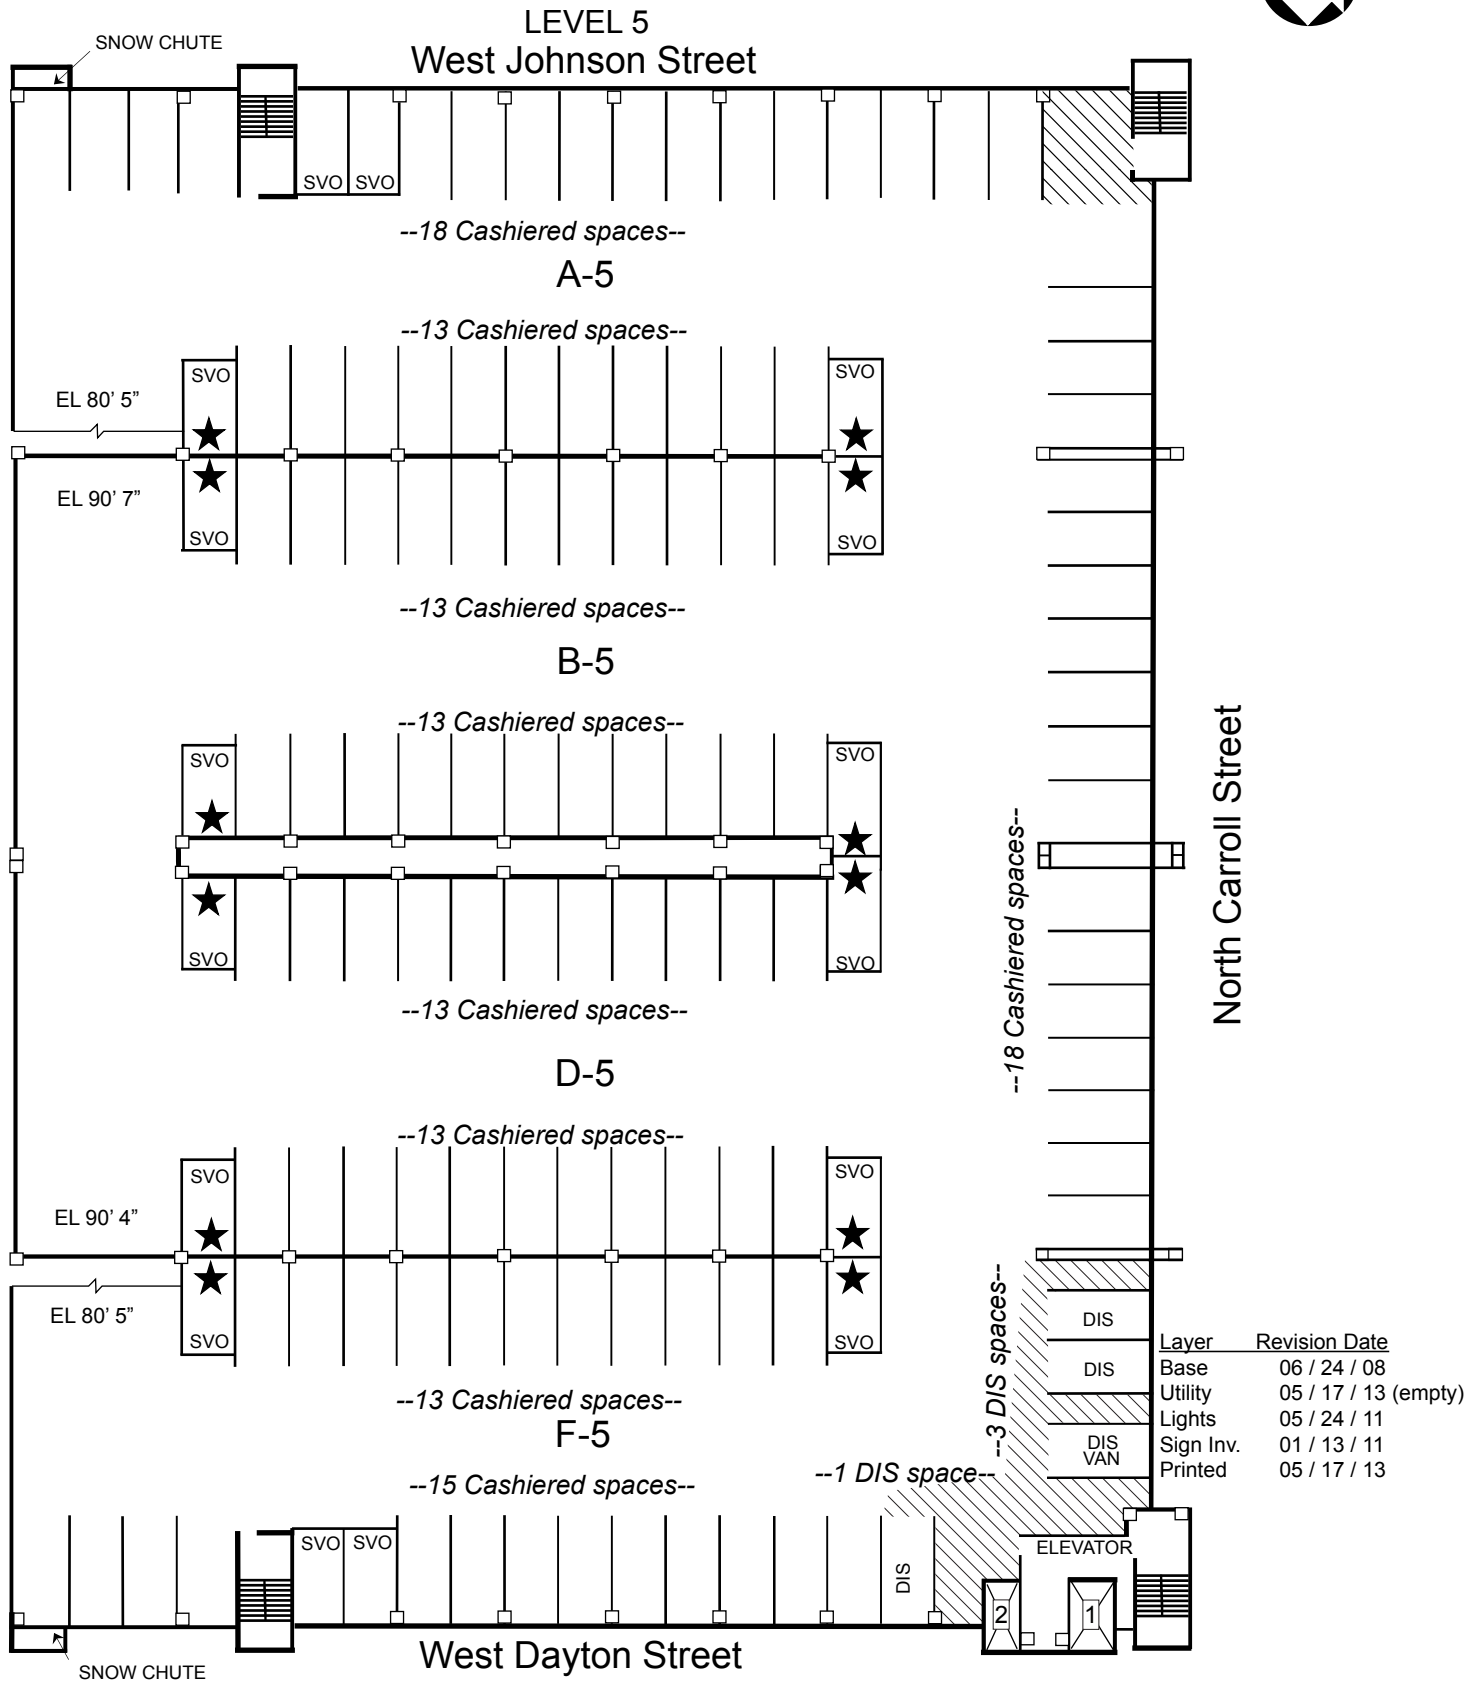 LEVEL 5
West Johnson Street
SNOW CHUTE
SVO SVO
--18 Cashiered spaces--
A-5
--13 Cashiered spaces--
SVO
SVO
EL 80' 5”
EL 90' 7”
SVO
SVO
--13 Cashiered spaces--
B-5
--13 Cashiered spaces--
SVO
SVO
SVO
SVO
--13 Cashiered spaces--
D-5
--13 Cashiered spaces--
SVO
SVO
EL 90' 4”
EL 80' 5”
SVO
SVO
--13 Cashiered spaces--
F-5
--15 Cashiered spaces--
SVO SVO
--18 Cashiered spaces--
North Carroll Street
--3 DIS spaces--
DIS
DIS
DIS
VAN
--1 DIS space--
DIS
ELEVATOR
2
1
Layer Revision Date
Base 06 / 24 / 08
Utility 05 / 17 / 13 (empty)
Lights 05 / 24 / 11
Sign Inv. 01 / 13 / 11
Printed 05 / 17 / 13
West Dayton Street
SNOW CHUTE